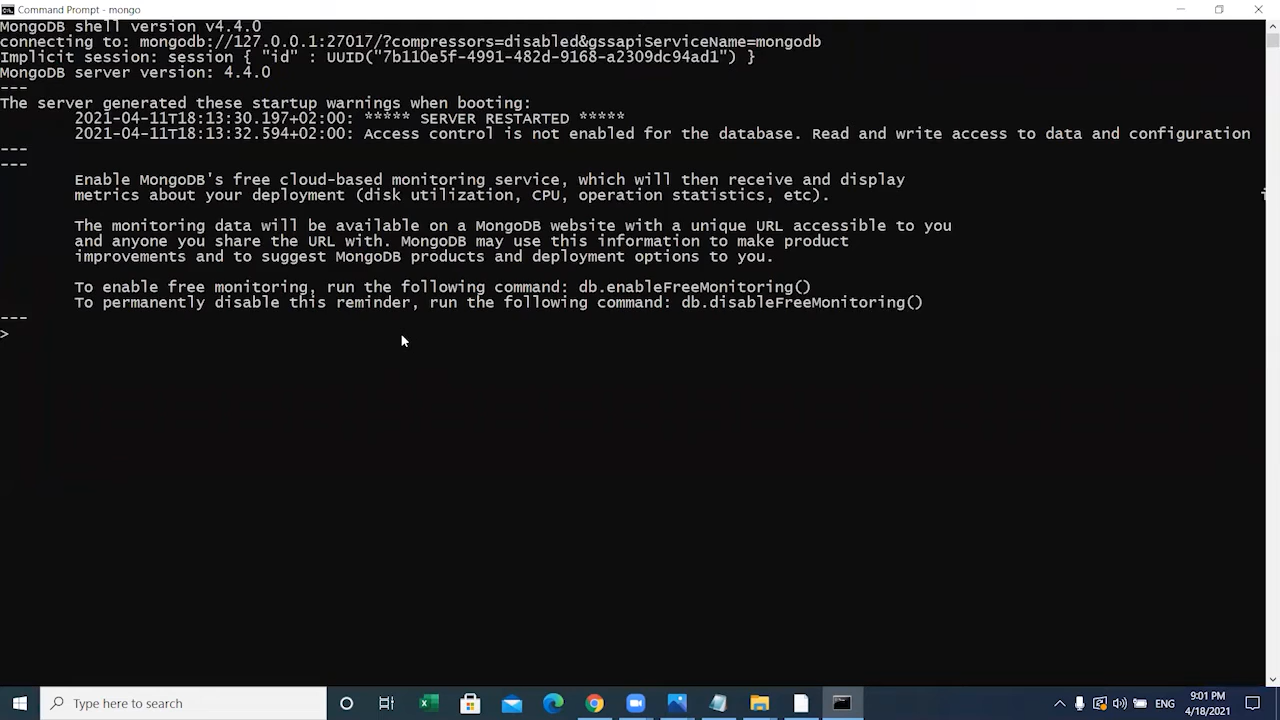 Command Prompt - mongo
MongoDB shell version v4.4.0
connecting to: mongodb://127.0.0.1:27017/?compressors=disabled&gssapiServiceName=mongodb
Implicit session: session { "id" : UUID("7b110e5f-4991-482d-9168-a2309dc94ad1") }
MongoDB server version: 4.4.0
---
The server generated these startup warnings when booting:
2021-04-11T18:13:30.197+02:00: ***** SERVER RESTARTED *****
2021-04-11T18:13:32.594+02:00: Access control is not enabled for the database. Read and write access to data and configuration
---
---
Enable MongoDB's free cloud-based monitoring service, which will then receive and display
metrics about your deployment (disk utilization, CPU, operation statistics, etc).
The monitoring data will be available on a MongoDB website with a unique URL accessible to you
and anyone you share the URL with. MongoDB may use this information to make product
improvements and to suggest MongoDB products and deployment options to you.
To enable free monitoring, run the following command: db.enableFreeMonitoring()
To permanently disable this reminder, run the following command: db.disableFreeMonitoring()
---
>
Type here to search
ENG
9:01 PM
4/18/2021